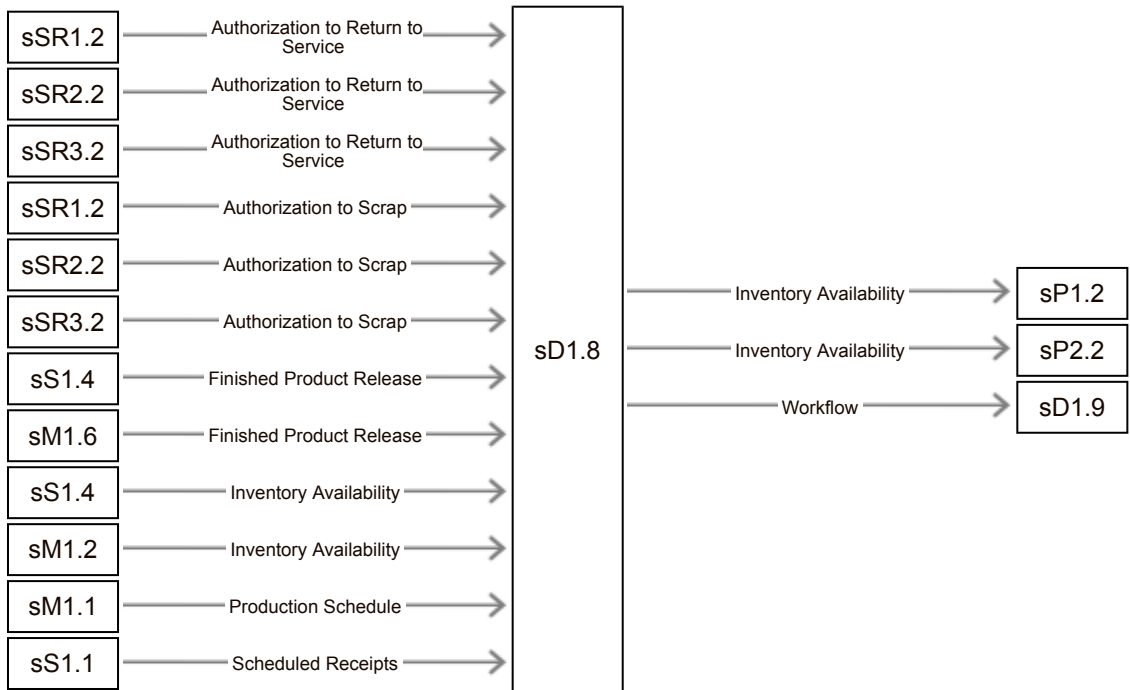 sSR1.2
Authorization to Return to
Service
sSR2.2
Authorization to Return to
Service
sSR3.2
Authorization to Return to
Service
sSR1.2
Authorization to Scrap
sSR2.2
Authorization to Scrap
sSR3.2
Authorization to Scrap
sS1.4
Finished Product Release
sM1.6
Finished Product Release
sS1.4
Inventory Availability
sM1.2
Inventory Availability
sM1.1
Production Schedule
sS1.1
Scheduled Receipts
sD1.8
Inventory Availability
sP1.2
Inventory Availability
sP2.2
Workflow
sD1.9